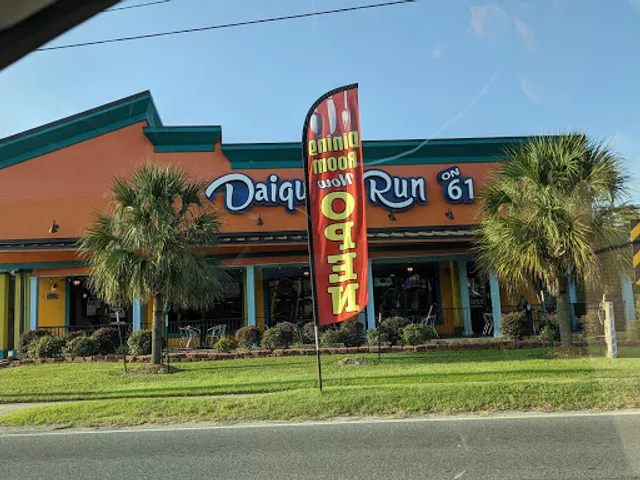 Daiqu Run ON 61
Dining
Room
Now
OPEN